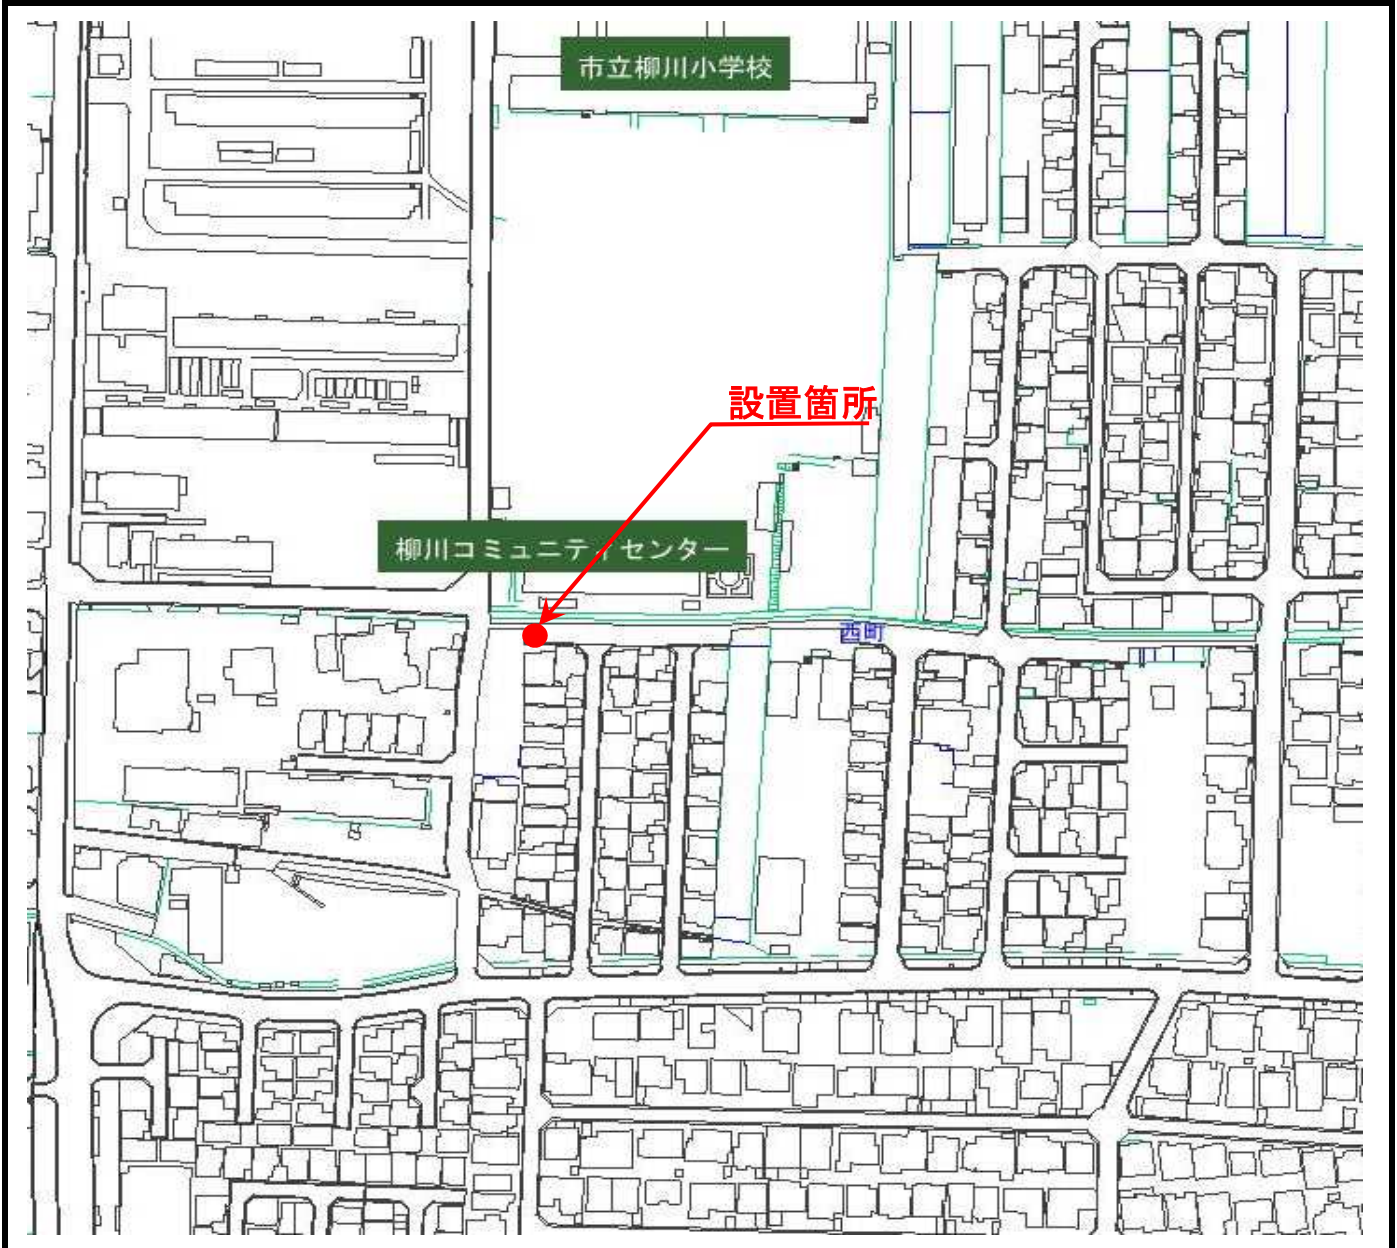 市立柳川小学校
設置箇所
柳川コミュニティセンター
西町